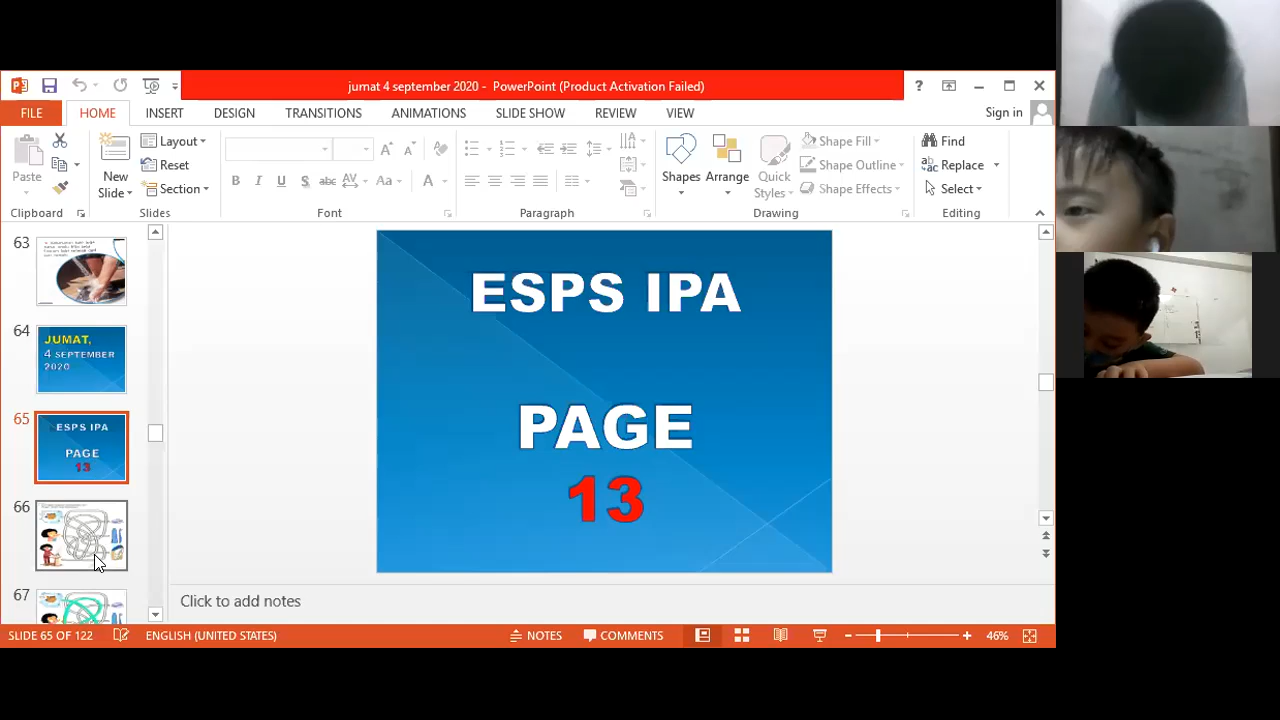 jumat 4 september 2020 - PowerPoint (Product Activation Failed)
FILE HOME INSERT DESIGN TRANSITIONS ANIMATIONS SLIDE SHOW REVIEW VIEW Sign in
Paste
New Slide
Layout
Reset
Section
Shapes
Arrange
Quick Styles
Shape Fill
Shape Outline
Shape Effects
Find
Replace
Select
Clipboard Slides Font Paragraph Drawing Editing
63
64
JUMAT,
4 SEPTEMBER
2020
65
ESPS IPA
PAGE
13
66
67
ESPS IPA
PAGE
13
Click to add notes
SLIDE 65 OF 122 ENGLISH (UNITED STATES) NOTES COMMENTS 46%